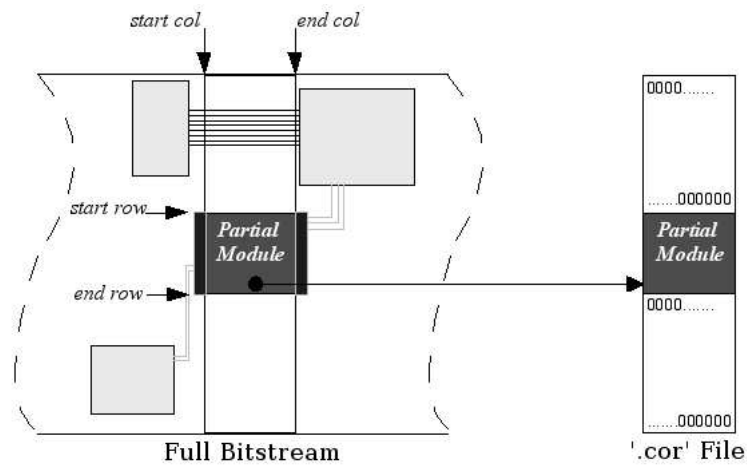 start col
end col
0000.......
.......000000
start row
Partial
Module
Partial
Module
end row
0000.......
.......000000
Full Bitstream
'.cor' File